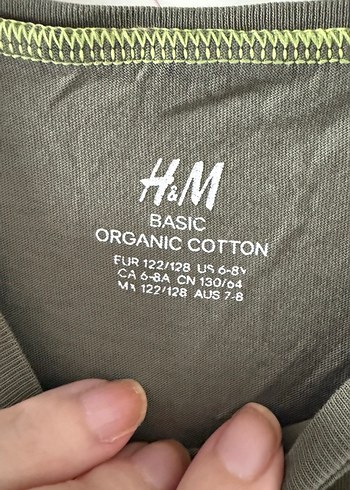 H&M
BASIC
ORGANIC COTTON
EUR 122/128 US 6-8Y
CA 6-8A CN 130/64
MX 122/128 AUS 7-8